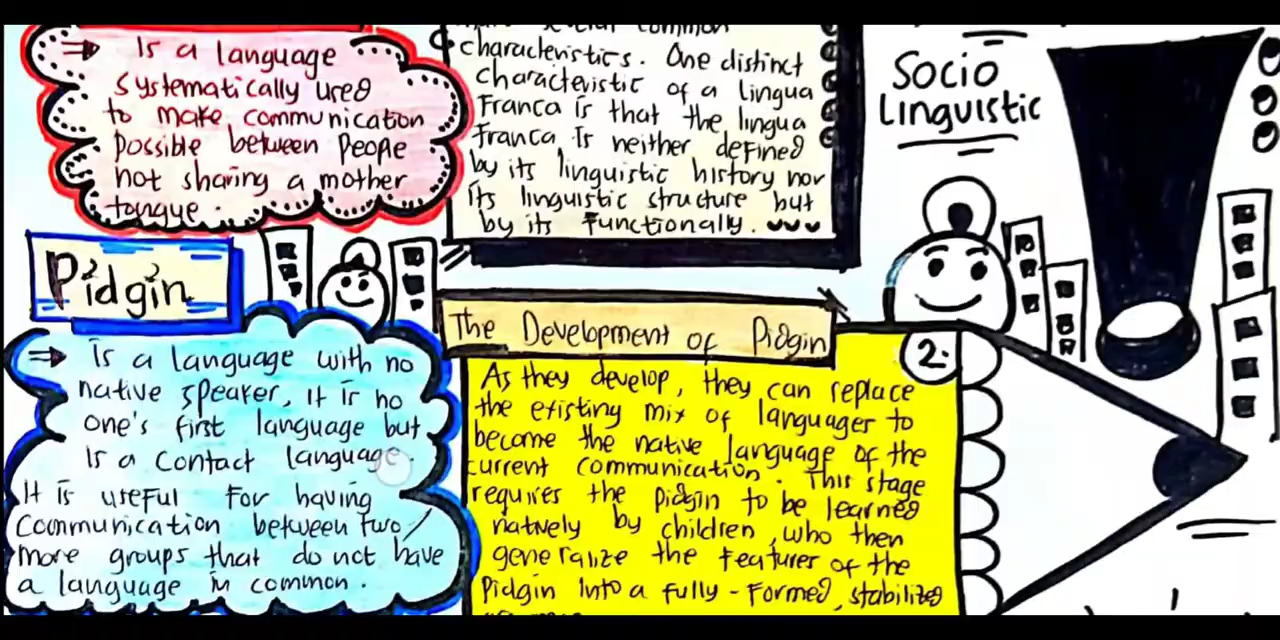 ⇒ Is a language
systematically used
to make communication
possible between people
not sharing a mother
tongue.
special common
characteristics. One distinct
characteristic of a lingua
Franca is that the lingua
Franca Is neither defined
by its linguistic history nor
its linguistic structure but
by its Functionally.
Socio
Linguistic
Pidgin
⇒ Is a language with no
native speaker, It is no
one's first language but
Is a Contact language.
It is useful For having
Communication between two/
more groups that do not have
a language in common.
The Development of Pidgin
2.
As they develop, they can replace
the existing mix of languages to
become the native language of the
current communication. This stage
requires the pidgin to be learned
natively by children, who then
generalize the Features of the
Pidgin Into a fully - Formed, stabilized